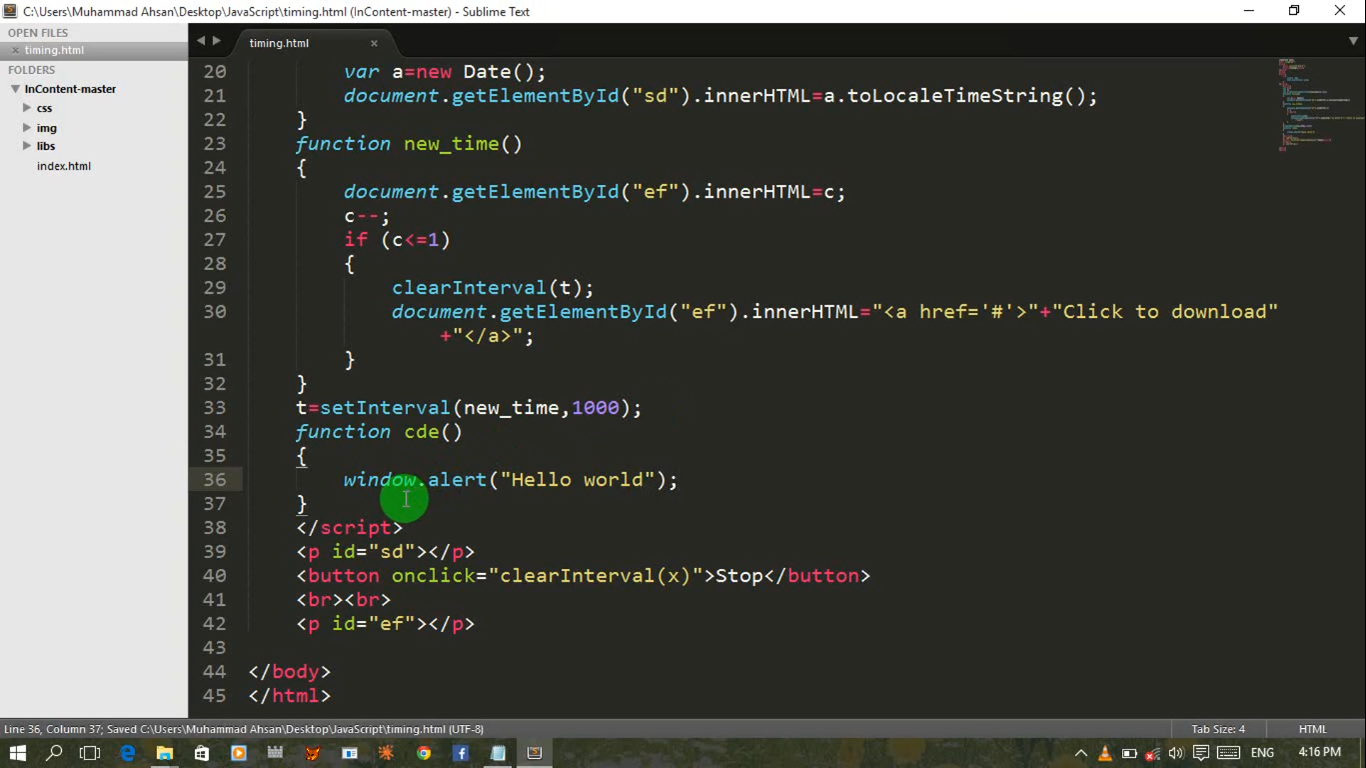 C:\Users\Muhammad Ahsan\Desktop\JavaScript\timing.html (InContent-master) - Sublime Text
OPEN FILES
timing.html
FOLDERS
InContent-master
css
img
libs
index.html
timing.html
20 var a=new Date();
21 document.getElementById("sd").innerHTML=a.toLocaleTimeString();
22 }
23 function new_time()
24 {
25 document.getElementById("ef").innerHTML=c;
26 c--;
27 if (c<=1)
28 {
29 clearInterval(t);
30 document.getElementById("ef").innerHTML="<a href='#'>"+"Click to download"
+"</a>";
31 }
32 }
33 t=setInterval(new_time,1000);
34 function cde()
35 {
36 window.alert("Hello world");
37 }
38 </script>
39 <p id="sd"></p>
40 <button onclick="clearInterval(x)">Stop</button>
41 <br><br>
42 <p id="ef"></p>
43
44 </body>
45 </html>
Line 36, Column 37; Saved C:\Users\Muhammad Ahsan\Desktop\JavaScript\timing.html (UTF-8)
Tab Size: 4
HTML
ENG
4:16 PM